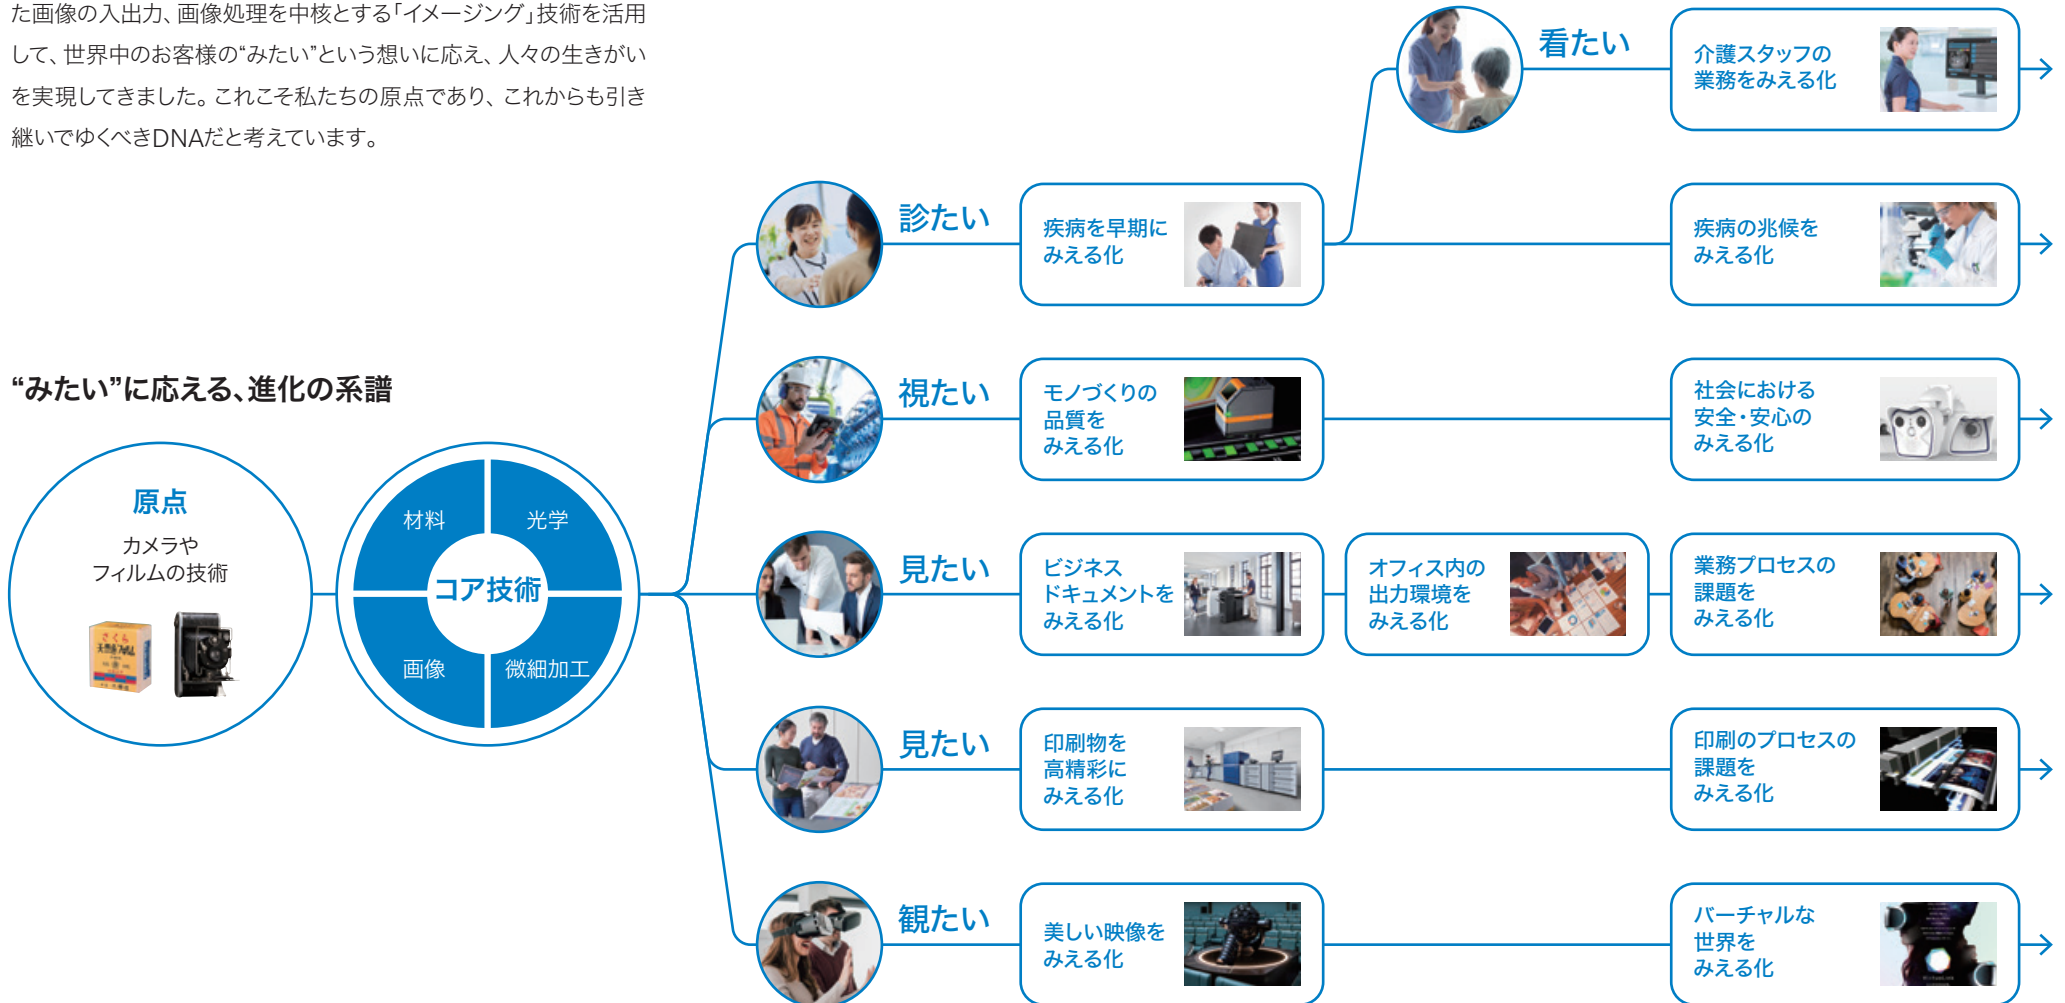 た画像の入出力、画像処理を中核とする「イメージング」技術を活用
して、世界中のお客様の“みたい”という想いに応え、人々の生きがい
を実現してきました。これこそ私たちの原点であり、これからも引き
継いでゆくべきDNAだと考えています。
“みたい”に応える、進化の系譜
原点
カメラや
フィルムの技術
さくら
コア技術
材料
光学
画像
微細加工
看たい
介護スタッフの
業務をみえる化
診たい
疾病を早期に
みえる化
疾病の兆候を
みえる化
視たい
モノづくりの
品質を
みえる化
社会における
安全・安心の
みえる化
見たい
ビジネス
ドキュメントを
みえる化
オフィス内の
出力環境を
みえる化
業務プロセスの
課題を
みえる化
見たい
印刷物を
高精彩に
みえる化
印刷のプロセスの
課題を
みえる化
観たい
美しい映像を
みえる化
バーチャルな
世界を
みえる化